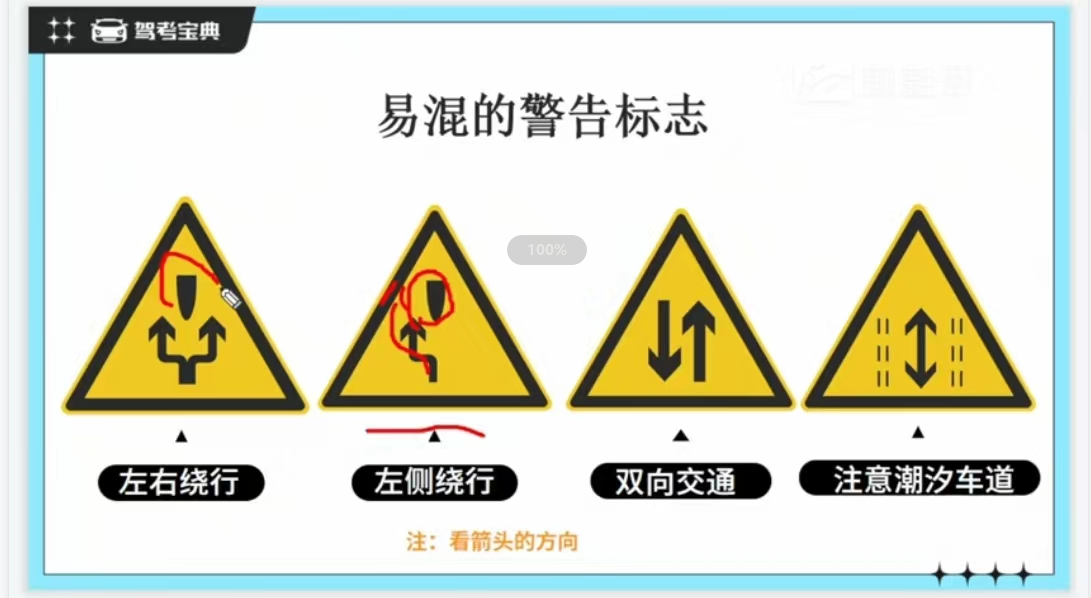 驾考宝典
易混的警告标志
100%
左右绕行
左侧绕行
双向交通
注意潮汐车道
注：看箭头的方向